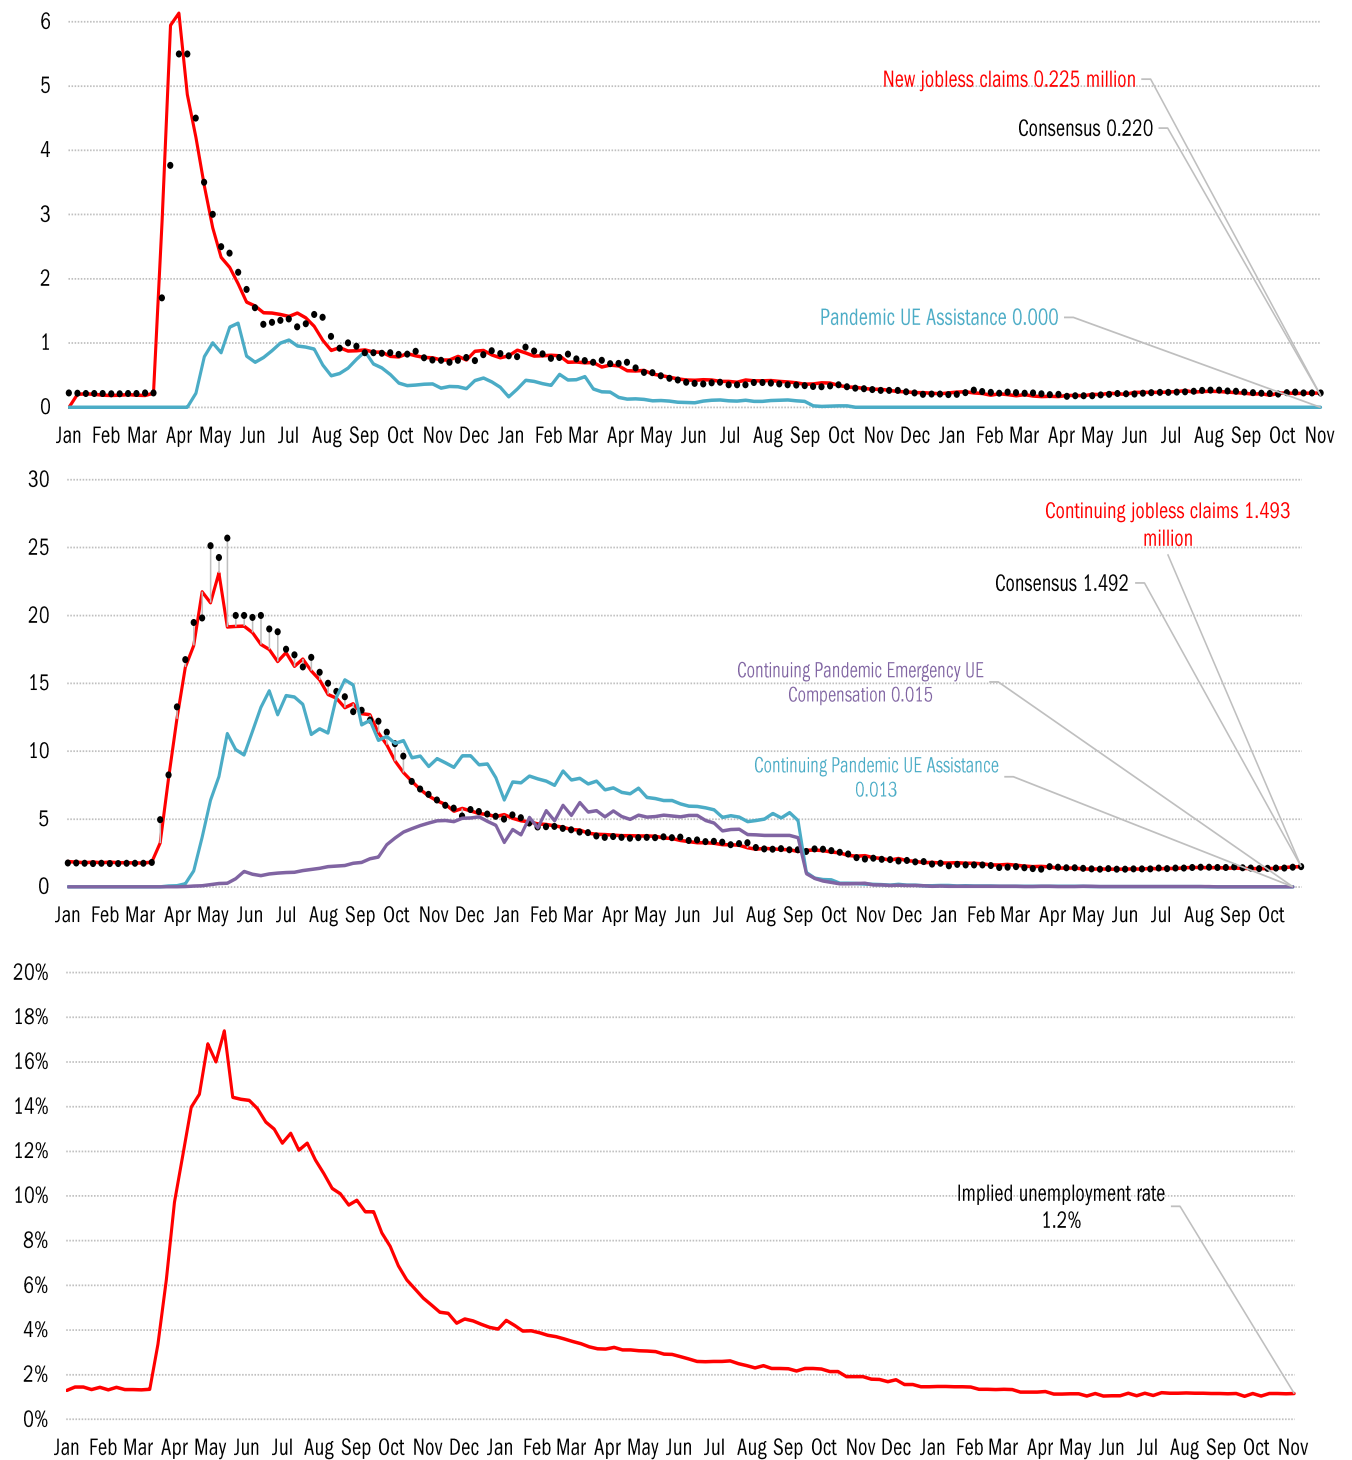 6
5
4
3
2
1
0
New jobless claims 0.225 million
Consensus 0.220
Pandemic UE Assistance 0.000
Jan Feb Mar Apr May Jun Jul Aug Sep Oct Nov Dec Jan Feb Mar Apr May Jun Jul Aug Sep Oct Nov Dec Jan Feb Mar Apr May Jun Jul Aug Sep Oct Nov
30
25
20
15
10
5
0
Continuing jobless claims 1.493
million
Consensus 1.492
Continuing Pandemic Emergency UE
Compensation 0.015
Continuing Pandemic UE Assistance
0.013
Jan Feb Mar Apr May Jun Jul Aug Sep Oct Nov Dec Jan Feb Mar Apr May Jun Jul Aug Sep Oct Nov Dec Jan Feb Mar Apr May Jun Jul Aug Sep Oct
20%
18%
16%
14%
12%
10%
8%
6%
4%
2%
0%
Implied unemployment rate
1.2%
Jan Feb Mar Apr May Jun Jul Aug Sep Oct Nov Dec Jan Feb Mar Apr May Jun Jul Aug Sep Oct Nov Dec Jan Feb Mar Apr May Jun Jul Aug Sep Oct Nov